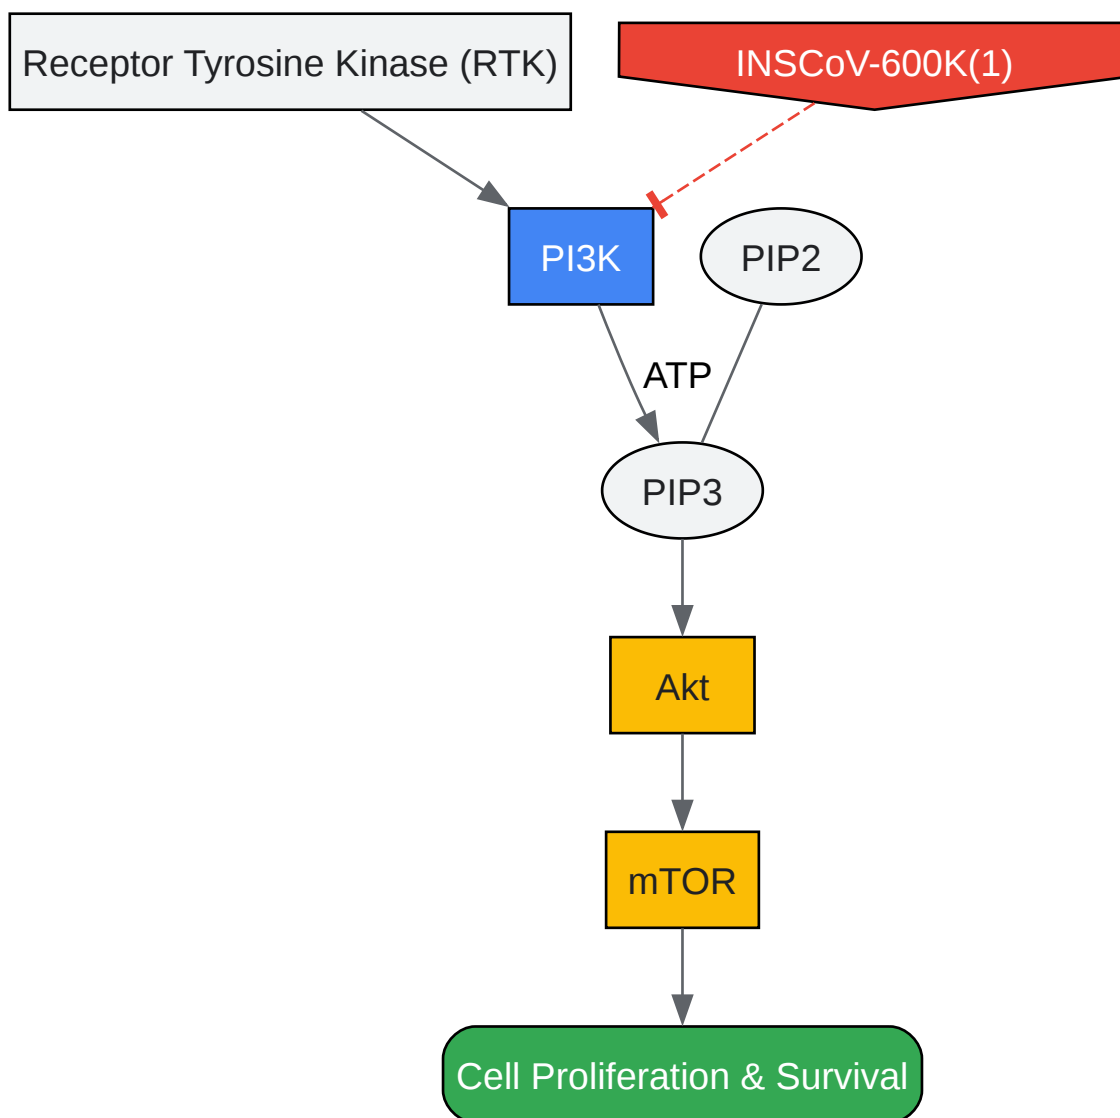 Receptor Tyrosine Kinase (RTK)
INSCoV-600K(1)
PI3K
PIP2
ATP
PIP3
Akt
mTOR
Cell Proliferation & Survival